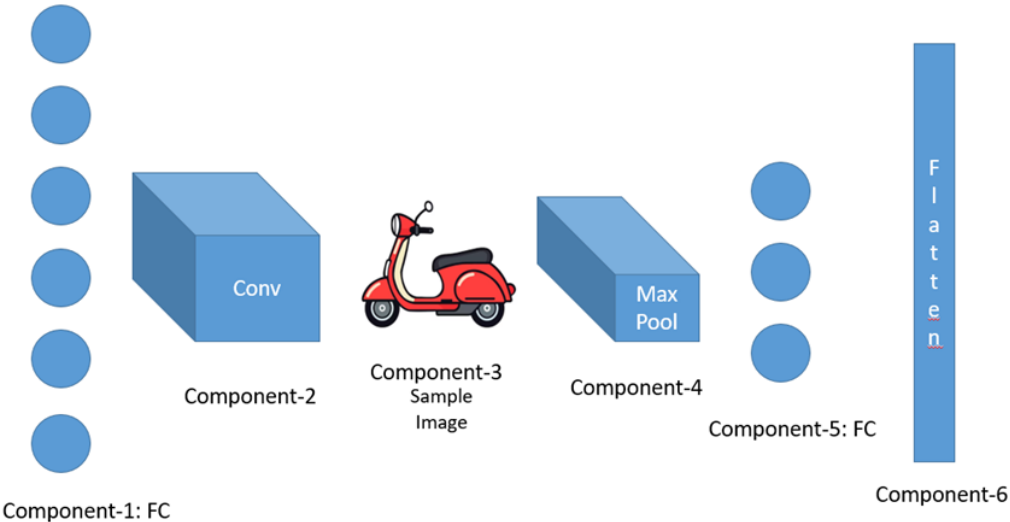 Conv
Max
Pool
Flatten
Component-3
Sample
Image
Component-2
Component-4
Component-5: FC
Component-6
Component-1: FC